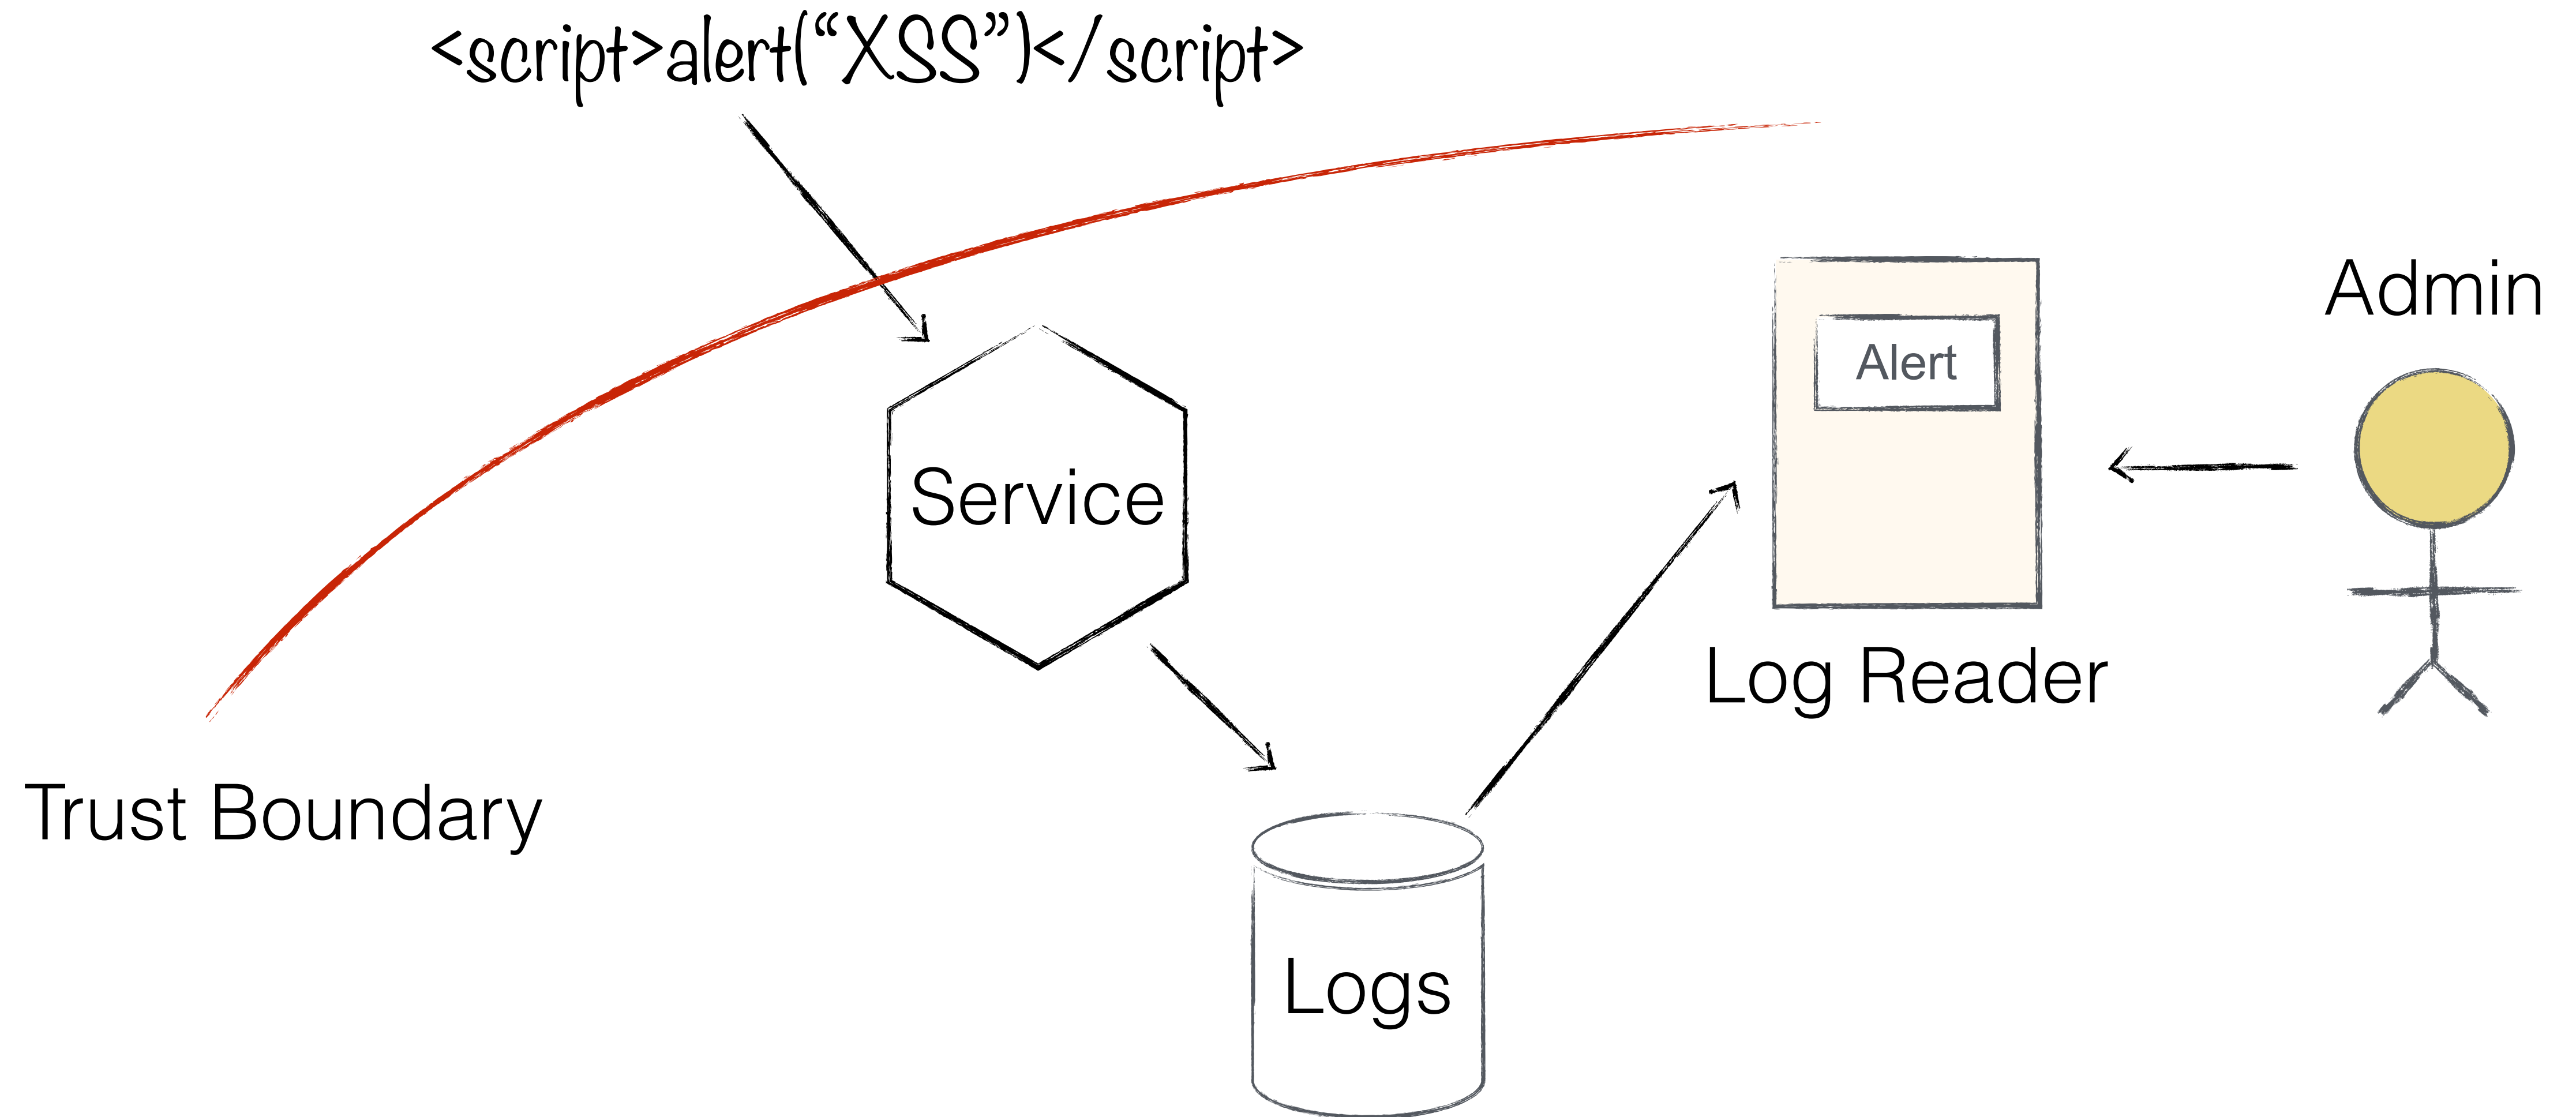 <script>alert(“XSS”)</script>
Admin
Alert
Service
Log Reader
Trust Boundary
Logs